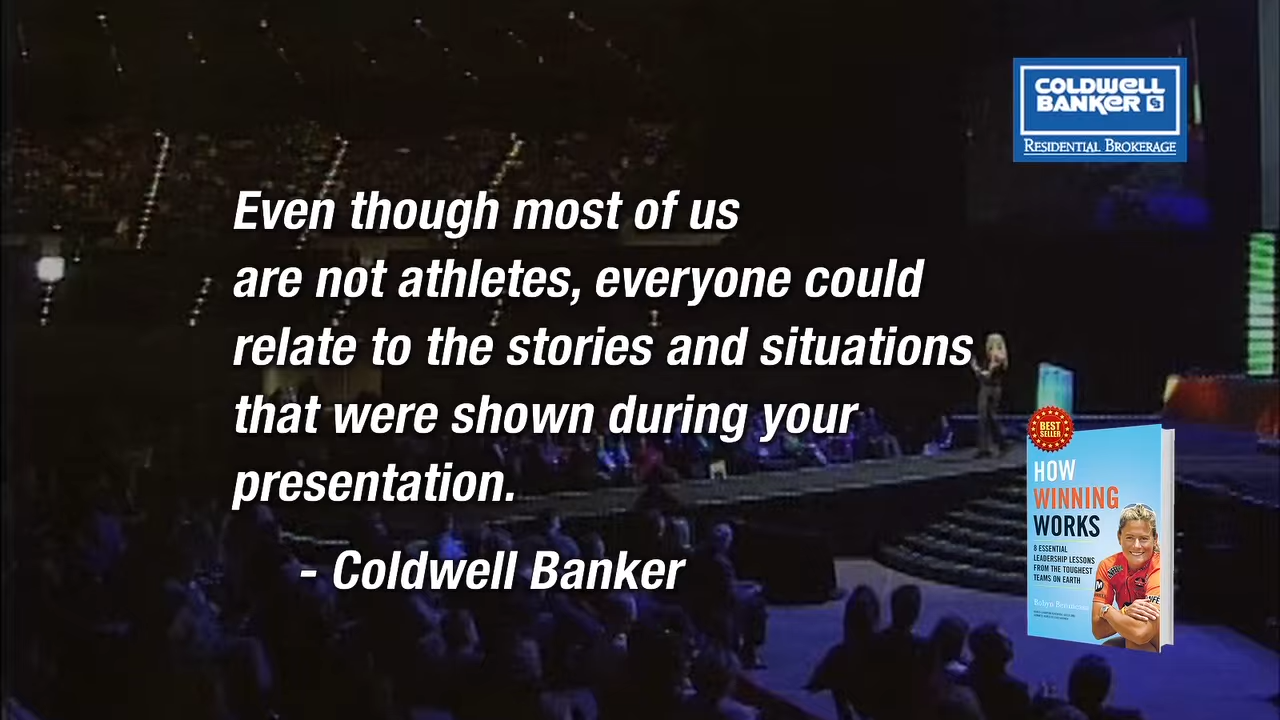 COLDWELL
BANKER
RESIDENTIAL BROKERAGE
Even though most of us
are not athletes, everyone could
relate to the stories and situations
that were shown during your
presentation.
- Coldwell Banker
BEST
SELLER
HOW
WINNING
WORKS
8 ESSENTIAL
LEADERSHIP LESSONS
FROM THE TOUGHEST
TEAMS ON EARTH
Robyn Benincasa